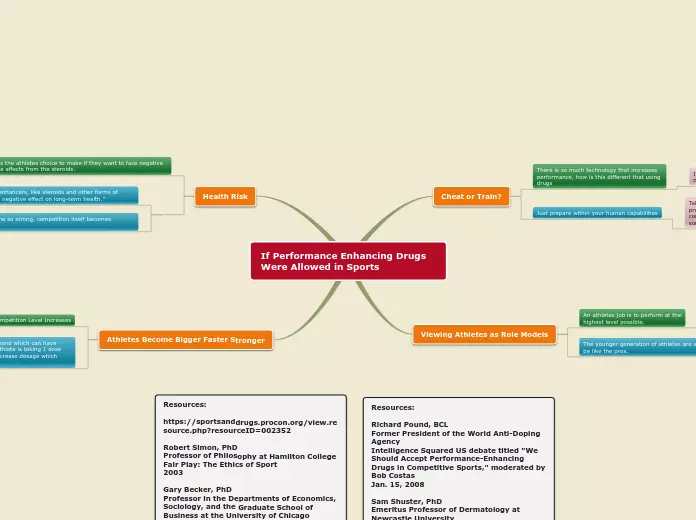 s the athletes choice to make if they want to face negative
e affects from the steroids.
enhancers, like steroids and other forms of
negative effect on long-term health."
ne so strong, competition itself becomes
Health Risk
Cheat or Train?
There is so much technology that increases
performance, how is this different that using
drugs
Just prepare within your human capabilities
If Performance Enhancing Drugs
Were Allowed in Sports
mpetition Level Increases
rend which can have
thlete is taking 1 dose
crease dosage which
Athletes Become Bigger Faster Stronger
Viewing Athletes as Role Models
An athletes job is to perform at the
highest level possible.
The younger generation of athletes are
be like the pros.
Resources:
https://sportsanddrugs.procon.org/view.re
source.php?resourceID=002352
Robert Simon, PhD
Professor of Philosophy at Hamilton College
Fair Play: The Ethics of Sport
2003
Gary Becker, PhD
Professor in the Departments of Economics,
Sociology, and the Graduate School of
Business at the University of Chicago
Resources:
Richard Pound, BCL
Former President of the World Anti-Doping
Agency
Intelligence Squared US debate titled "We
Should Accept Performance-Enhancing
Drugs in Competitive Sports," moderated by
Bob Costas
Jan. 15, 2008
Sam Shuster, PhD
Emeritus Professor of Dermatology at
Newcastle University